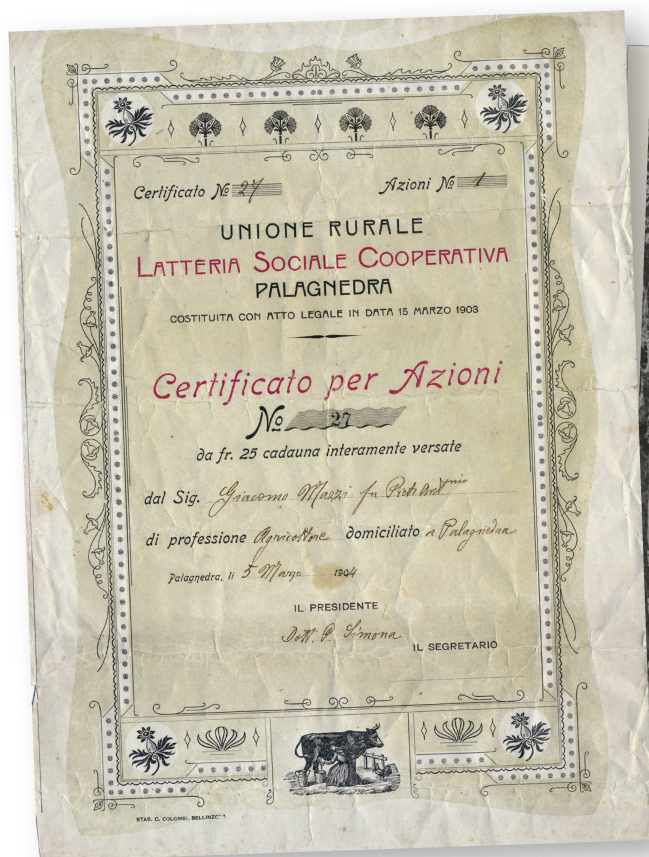 Certificato No 27 Azioni No 1
UNIONE RURALE
LATTERIA SOCIALE COOPERATIVA
PALAGNEDRA
COSTITUITA CON ATTO LEGALE IN DATA 15 MARZO 1903
Certificato per Azioni
No 27
da fr. 25 cadauna interamente versate
dal Sig. Giacomo Mazzi fu
di professione Agricoltore domiciliato a Palagnedra
Palagnedra, li 5 Marzo 1904
IL PRESIDENTE
Dott. P. Simona
IL SEGRETARIO
STAB. C. COLOMBI,